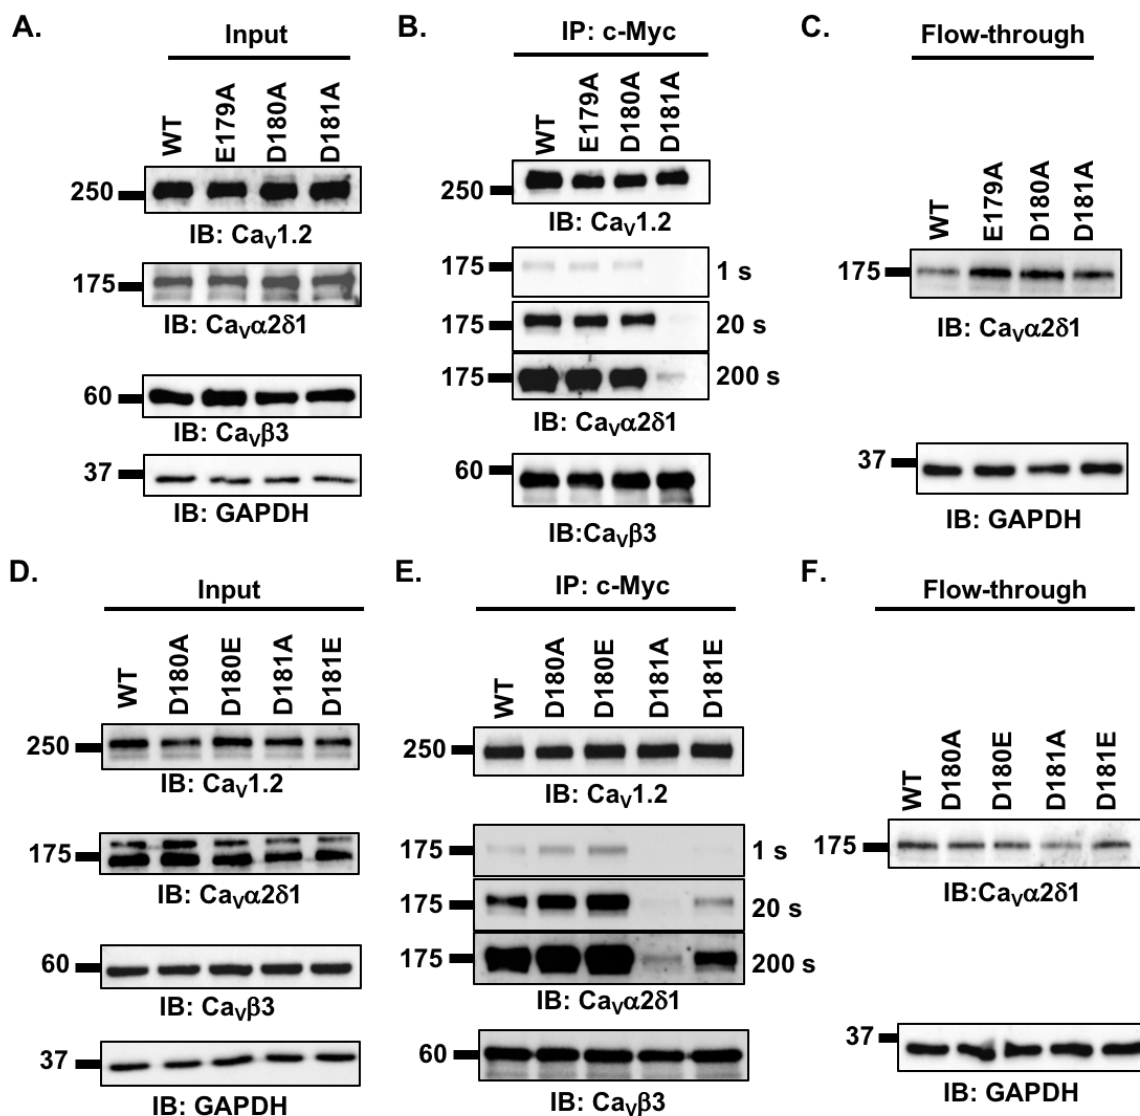 A.
Input
WT
E179A
D180A
D181A
250
IB: CaV1.2
175
IB: CaVα2δ1
60
IB: CaVβ3
37
IB: GAPDH
B.
IP: c-Myc
WT
E179A
D180A
D181A
250
IB: CaV1.2
175
1 s
175
20 s
175
200 s
IB: CaVα2δ1
60
IB:CaVβ3
C.
Flow-through
WT
E179A
D180A
D181A
175
IB: CaVα2δ1
37
IB: GAPDH
D.
Input
WT
D180A
D180E
D181A
D181E
250
IB: CaV1.2
175
IB: CaVα2δ1
60
IB: CaVβ3
37
IB: GAPDH
E.
IP: c-Myc
WT
D180A
D180E
D181A
D181E
250
IB: CaV1.2
175
1 s
175
20 s
175
200 s
IB: CaVα2δ1
60
IB: CaVβ3
F.
Flow-through
WT
D180A
D180E
D181A
D181E
175
IB:CaVα2δ1
37
IB: GAPDH